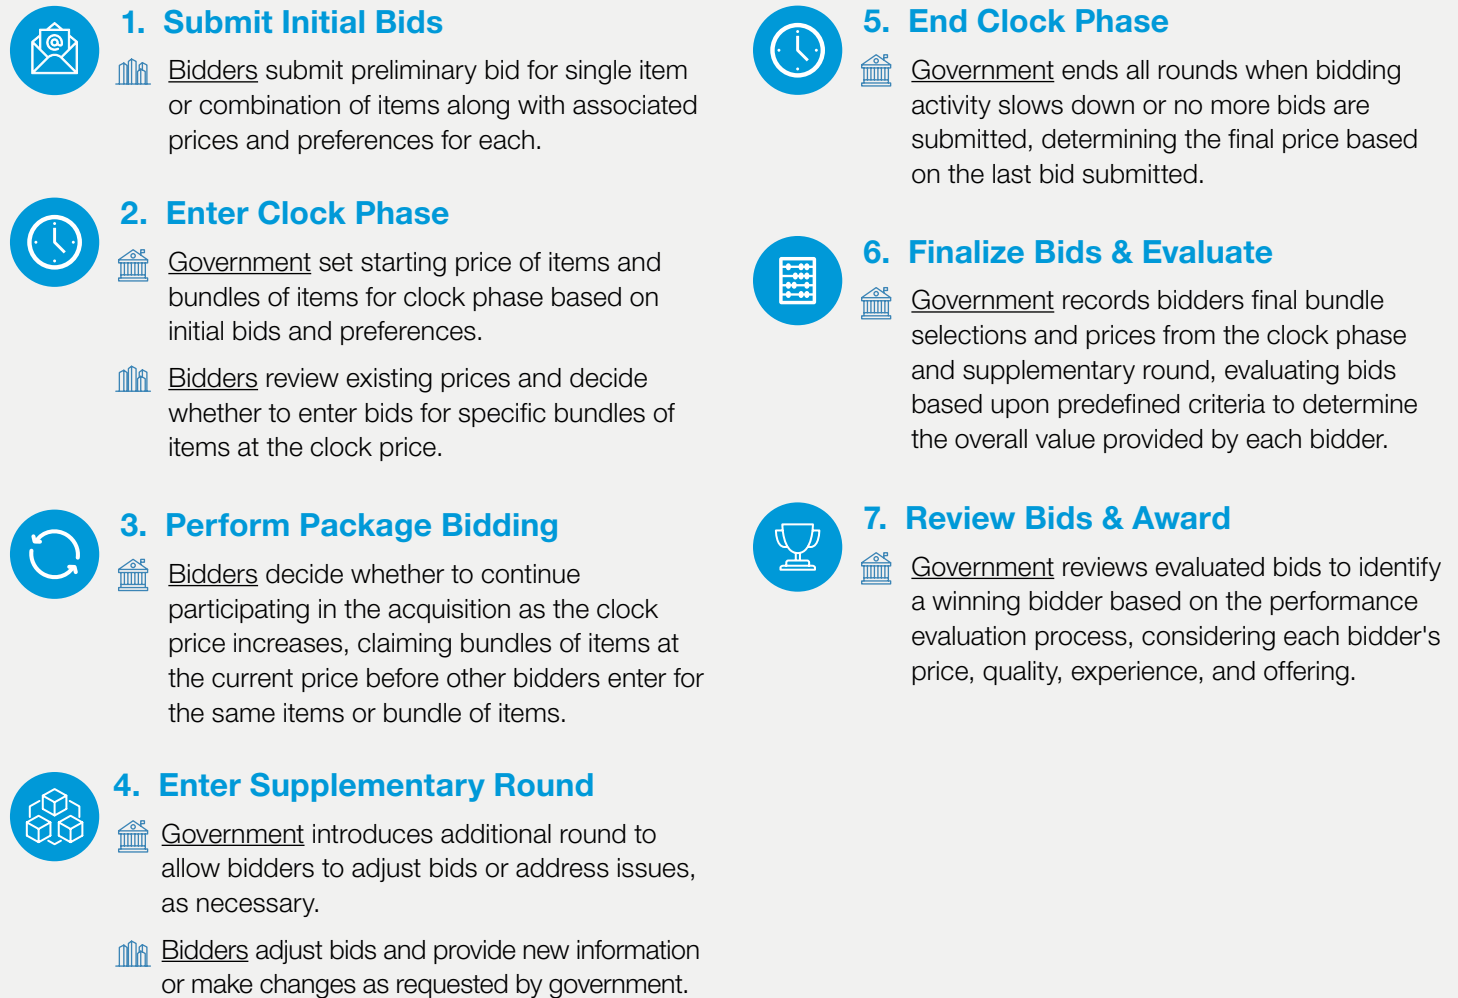 1. Submit Initial Bids
Bidders submit preliminary bid for single item
or combination of items along with associated
prices and preferences for each.
2. Enter Clock Phase
Government set starting price of items and
bundles of items for clock phase based on
initial bids and preferences.
Bidders review existing prices and decide
whether to enter bids for specific bundles of
items at the clock price.
3. Perform Package Bidding
Bidders decide whether to continue
participating in the acquisition as the clock
price increases, claiming bundles of items at
the current price before other bidders enter for
the same items or bundle of items.
4. Enter Supplementary Round
Government introduces additional round to
allow bidders to adjust bids or address issues,
as necessary.
Bidders adjust bids and provide new information
or make changes as requested by government.
5. End Clock Phase
Government ends all rounds when bidding
activity slows down or no more bids are
submitted, determining the final price based
on the last bid submitted.
6. Finalize Bids & Evaluate
Government records bidders final bundle
selections and prices from the clock phase
and supplementary round, evaluating bids
based upon predefined criteria to determine
the overall value provided by each bidder.
7. Review Bids & Award
Government reviews evaluated bids to identify
a winning bidder based on the performance
evaluation process, considering each bidder's
price, quality, experience, and offering.